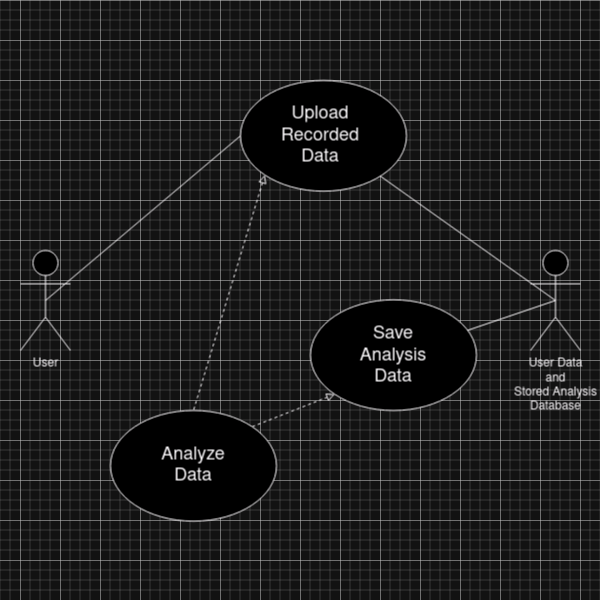 Upload
Recorded
Data
User
Save
Analysis
Data
User Data
and
Stored Analysis
Database
Analyze
Data